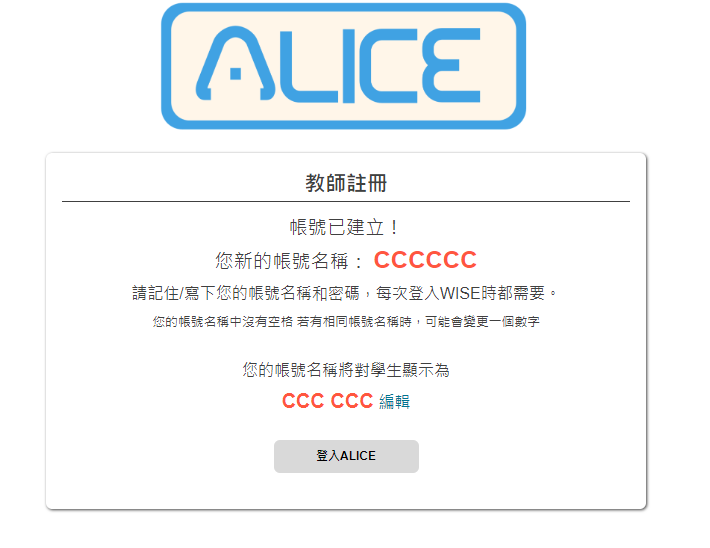 ALICE
教師註冊
帳號已建立！
您新的帳號名稱： CCCCCC
請記住/寫下您的帳號名稱和密碼，每次登入WISE時都需要。
您的帳號名稱中沒有空格 若有相同帳號名稱時，可能會變更一個數字
您的帳號名稱將對學生顯示為
CCC CCC 編輯
登入ALICE